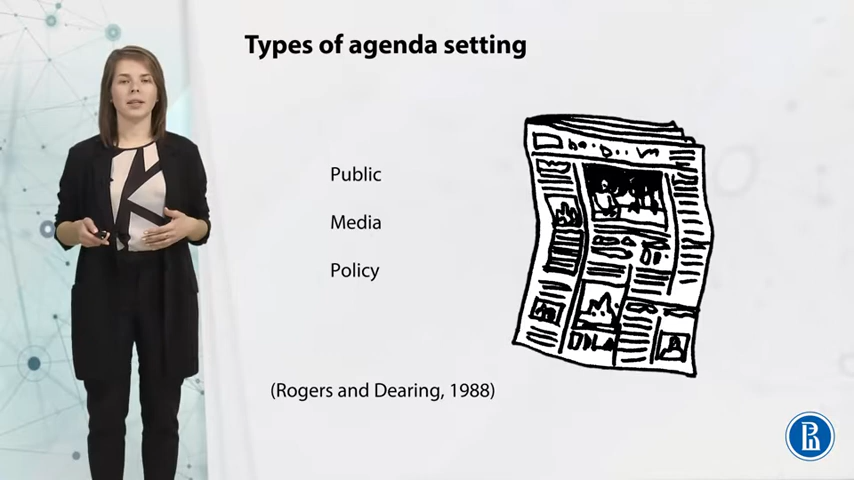 Types of agenda setting
Public
Media
Policy
(Rogers and Dearing, 1988)